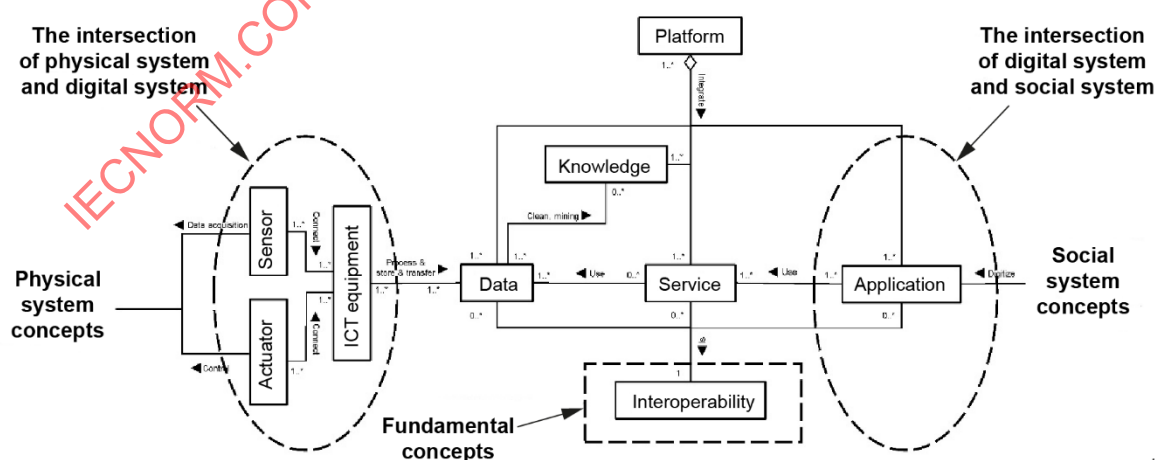 The intersection
of physical system
and digital system
IECNORM.CO
Platform
1..*
Integrate ▶
The intersection
of digital system
and social system
Knowledge
1..*
0..*
Clean, mining ▶
Sensor
◀ Data acquisition
1..*
Connect ▶
1..*
ICT equipment
Process &
store & transfer ▶
1..*
1..*
1..*
1..*
Data
1..*
◀ Use
0..*
1..*
Service
1..*
◀ Use
1..*
1..*
Application
◀ Digitize
Social
system
concepts
Physical
system
concepts
0..*
0..*
0..*
Actuator
◀ Control
1..*
Connect ▶
1..*
1
Interoperability
Fundamental
concepts